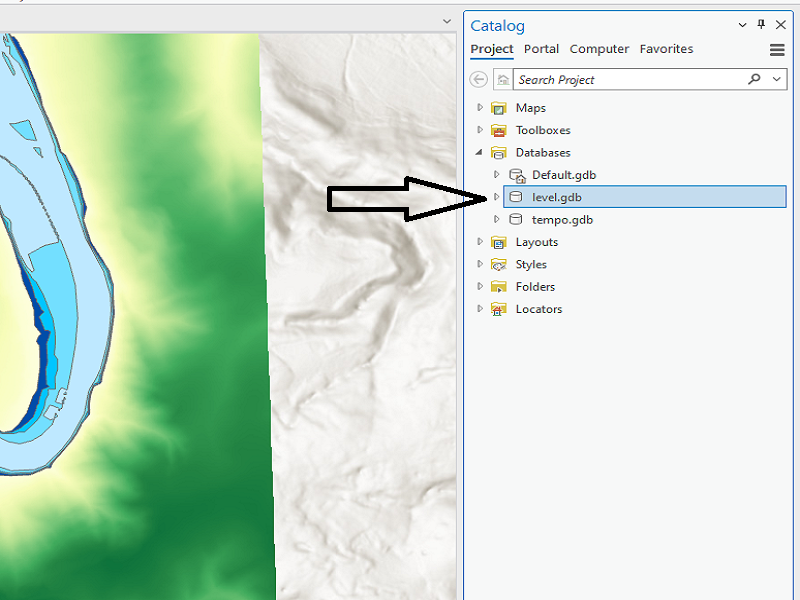 Catalog
Project Portal Computer Favorites
Search Project
Maps
Toolboxes
Databases
Default.gdb
level.gdb
tempo.gdb
Layouts
Styles
Folders
Locators